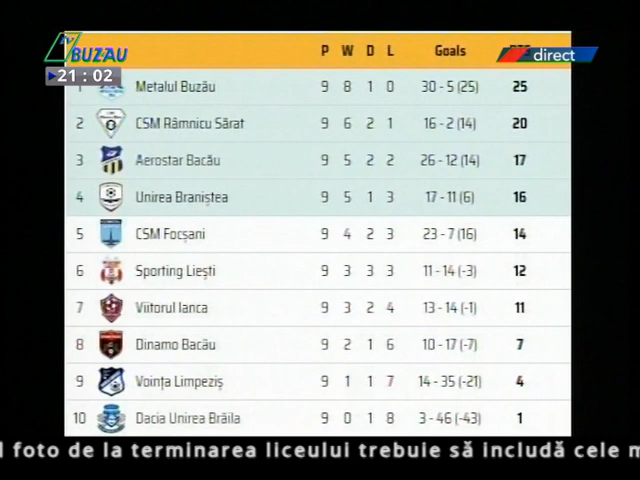 TV BUZĂU
21:02
direct
P W D L Goals PTS
1 Metalul Buzău 9 8 1 0 30 - 5 (25) 25
2 CSM Râmnicu Sărat 9 6 2 1 16 - 2 (14) 20
3 Aerostar Bacău 9 5 2 2 26 - 12 (14) 17
4 Unirea Braniștea 9 5 1 3 17 - 11 (6) 16
5 CSM Focșani 9 4 2 3 23 - 7 (16) 14
6 Sporting Liești 9 3 3 3 11 - 14 (-3) 12
7 Viitorul Ianca 9 3 2 4 13 - 14 (-1) 11
8 Dinamo Bacău 9 2 1 6 10 - 17 (-7) 7
9 Voința Limpeziș 9 1 1 7 14 - 35 (-21) 4
10 Dacia Unirea Brăila 9 0 1 8 3 - 46 (-43) 1
l foto de la terminarea liceului trebuie să includă cele m